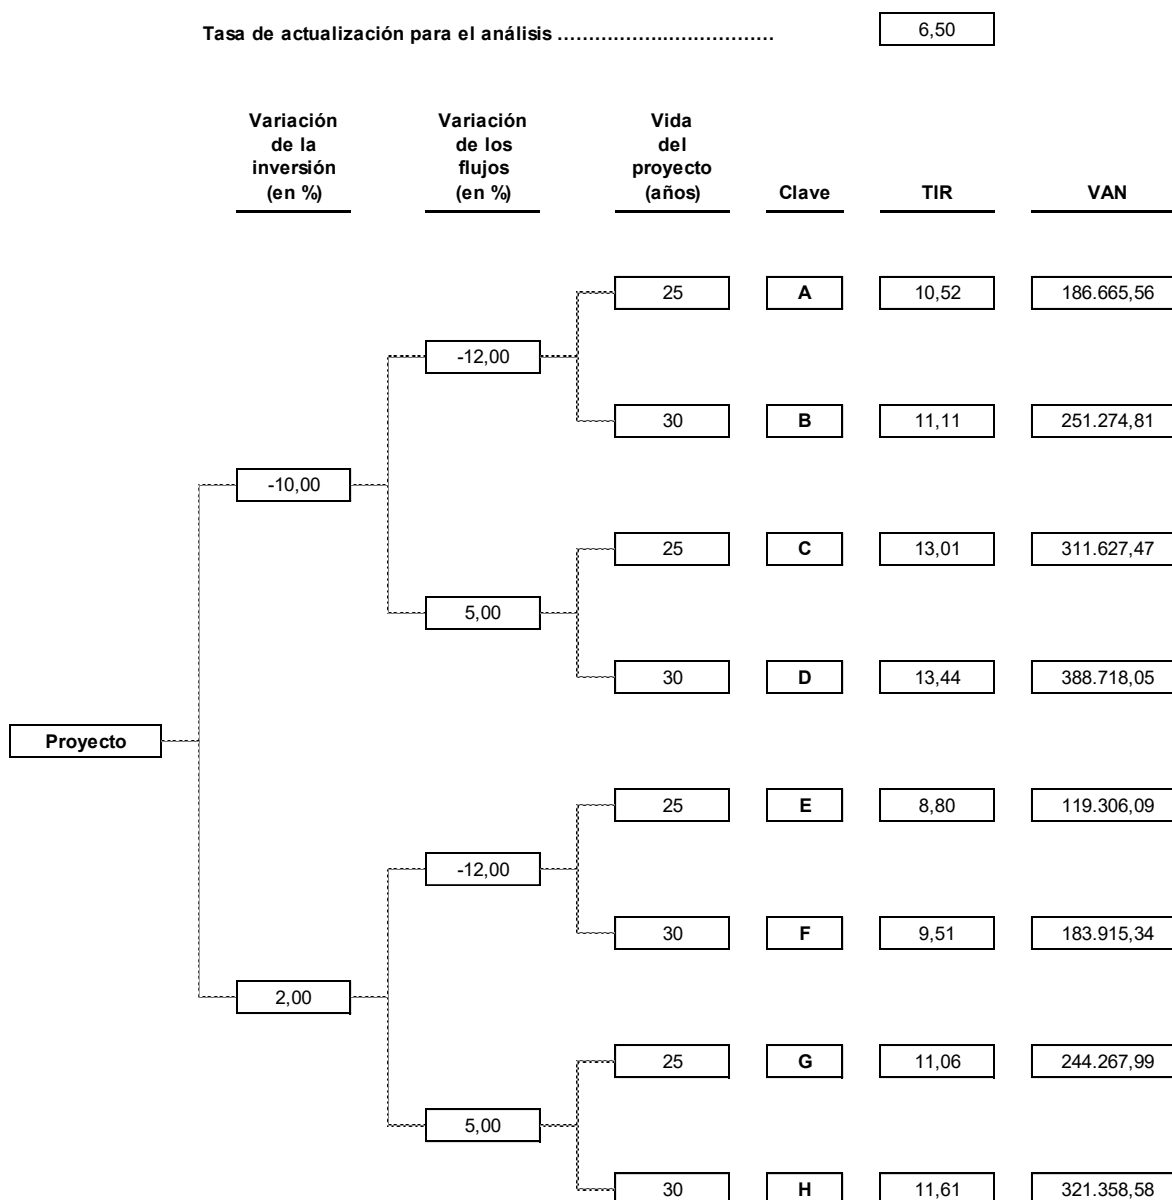 Tasa de actualización para el análisis ……………………………… 6,50
Variación de la inversión (en %)
Variación de los flujos (en %)
Vida del proyecto (años)
Clave
TIR
VAN
25 A 10,52 186.665,56
-12,00
30 B 11,11 251.274,81
-10,00
25 C 13,01 311.627,47
5,00
30 D 13,44 388.718,05
Proyecto
25 E 8,80 119.306,09
-12,00
30 F 9,51 183.915,34
2,00
25 G 11,06 244.267,99
5,00
30 H 11,61 321.358,58